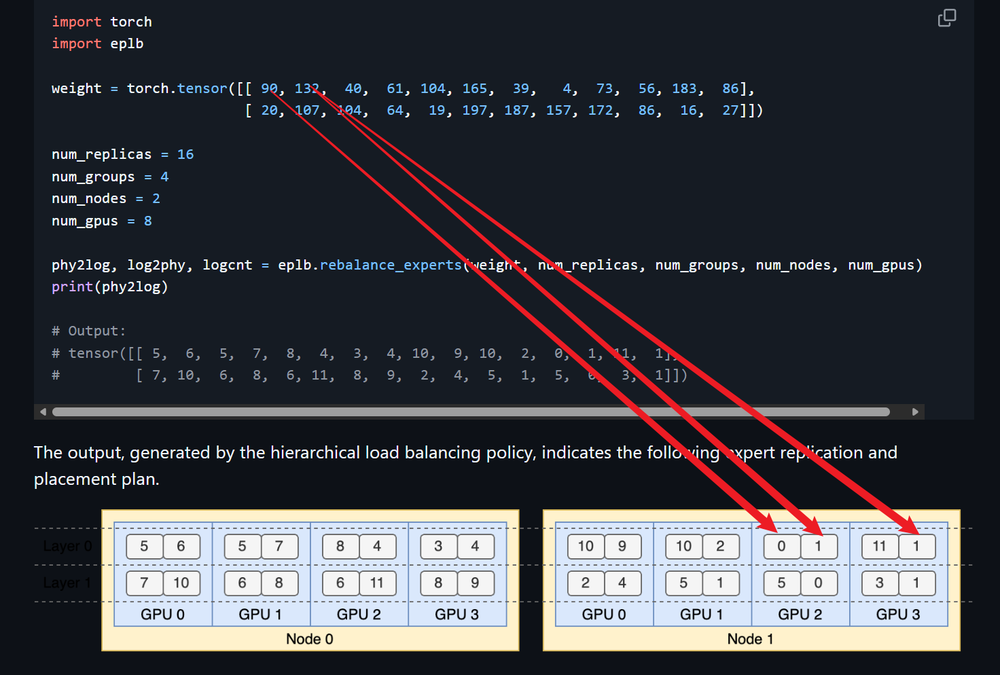 import torch
import eplb
weight = torch.tensor([[ 90, 132, 40, 61, 104, 165, 39, 4, 73, 56, 183, 86],
[ 20, 107, 104, 64, 19, 197, 187, 157, 172, 86, 16, 27]])
num_replicas = 16
num_groups = 4
num_nodes = 2
num_gpus = 8
phy2log, log2phy, logcnt = eplb.rebalance_experts(weight, num_replicas, num_groups, num_nodes, num_gpus)
print(phy2log)
# Output:
# tensor([[ 5, 6, 5, 7, 8, 4, 3, 4, 10, 9, 10, 2, 0, 1, 11, 1],
# [ 7, 10, 6, 8, 6, 11, 8, 9, 2, 4, 5, 1, 5, 0, 3, 1]])
The output, generated by the hierarchical load balancing policy, indicates the following expert replication and
placement plan.
Layer 0 5 6 5 7 8 4 3 4 10 9 10 2 0 1 11 1
Layer 1 7 10 6 8 6 11 8 9 2 4 5 1 5 0 3 1
GPU 0 GPU 1 GPU 2 GPU 3 GPU 0 GPU 1 GPU 2 GPU 3
Node 0 Node 1